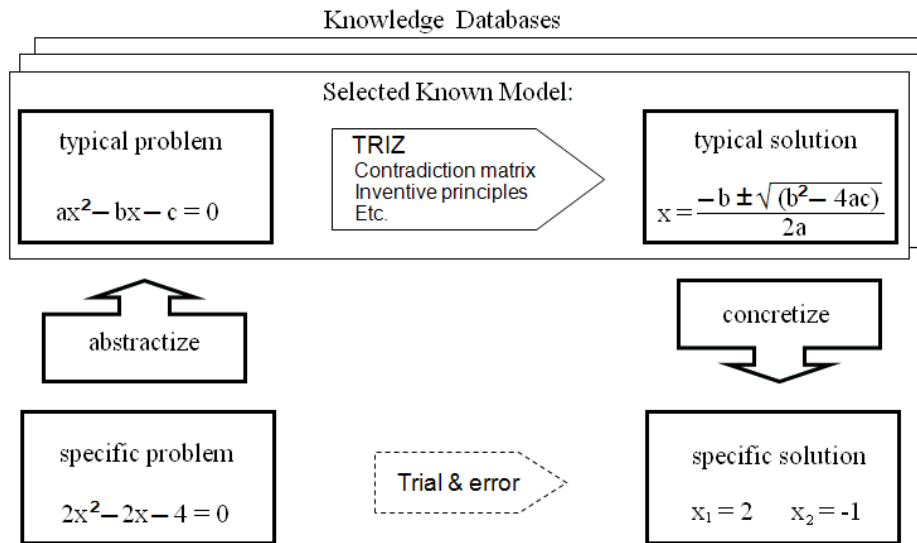 Knowledge Databases
Selected Known Model:
typical problem
ax² – bx – c = 0
TRIZ
Contradiction matrix
Inventive principles
Etc.
typical solution
x = −b ± √(b² – 4ac) / 2a
abstractize
concretize
specific problem
2x² – 2x – 4 = 0
Trial & error
specific solution
x₁ = 2 x₂ = -1